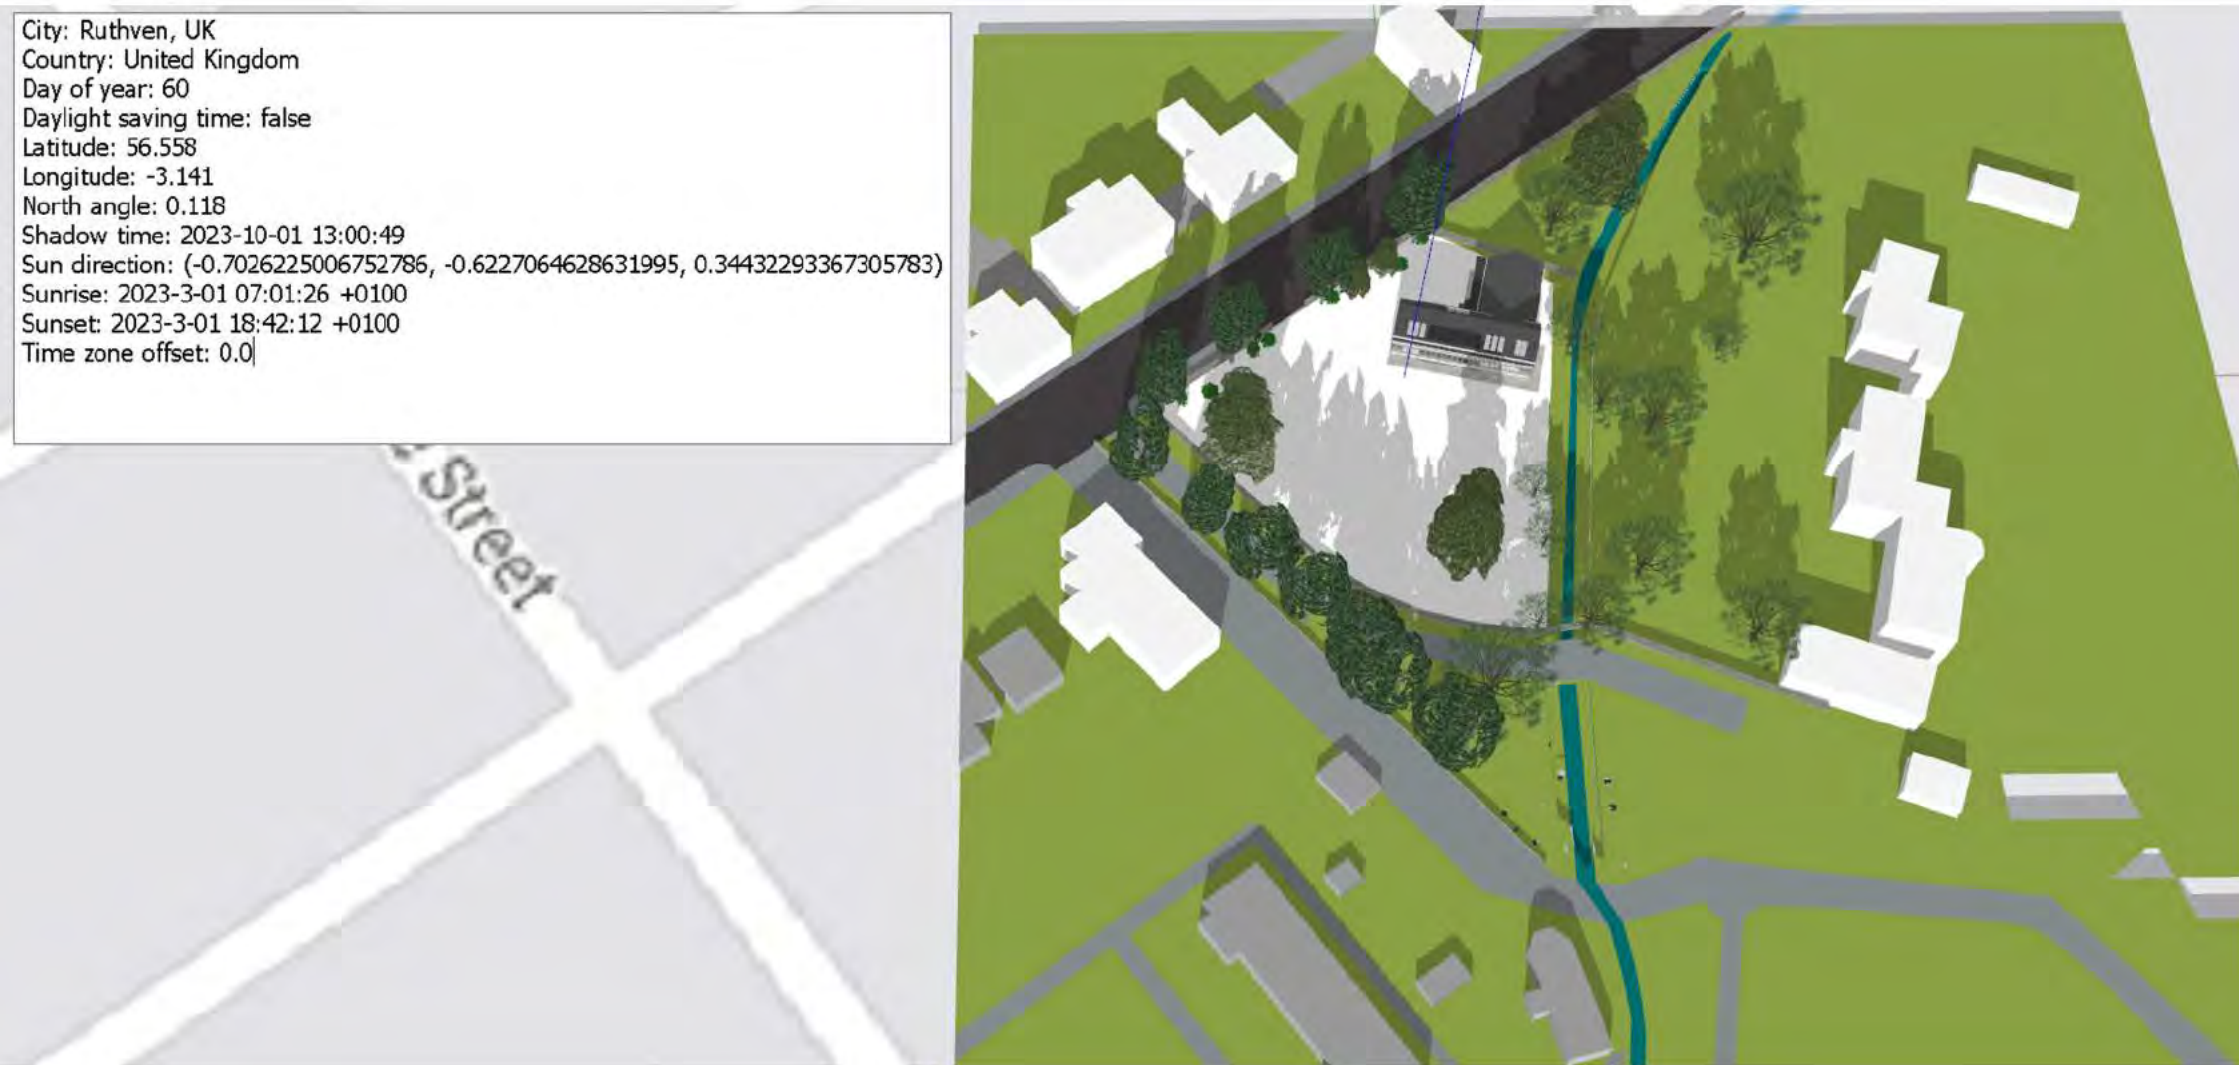 City: Ruthven, UK
Country: United Kingdom
Day of year: 60
Daylight saving time: false
Latitude: 56.558
Longitude: -3.141
North angle: 0.118
Shadow time: 2023-10-01 13:00:49
Sun direction: (-0.7026225006752786, -0.6227064628631995, 0.34432293367305783)
Sunrise: 2023-3-01 07:01:26 +0100
Sunset: 2023-3-01 18:42:12 +0100
Time zone offset: 0.0
Street